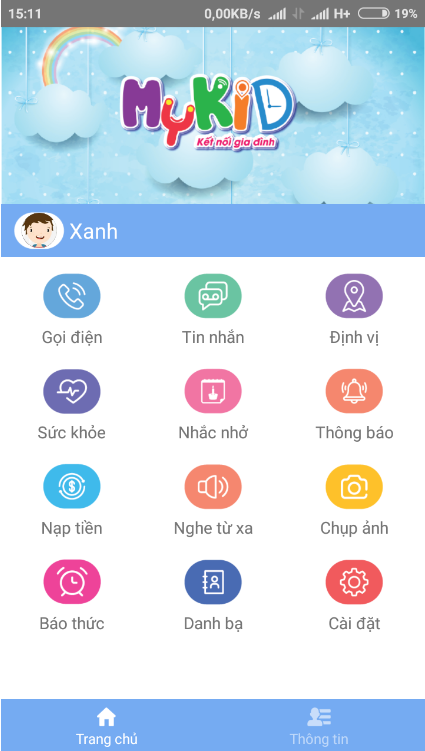 15:11 0,00KB/s H+ 19%
MyKiD
Kết nối gia đình
Xanh
Gọi điện Tin nhắn Định vị
Sức khỏe Nhắc nhở Thông báo
Nạp tiền Nghe từ xa Chụp ảnh
Báo thức Danh bạ Cài đặt
Trang chủ Thông tin